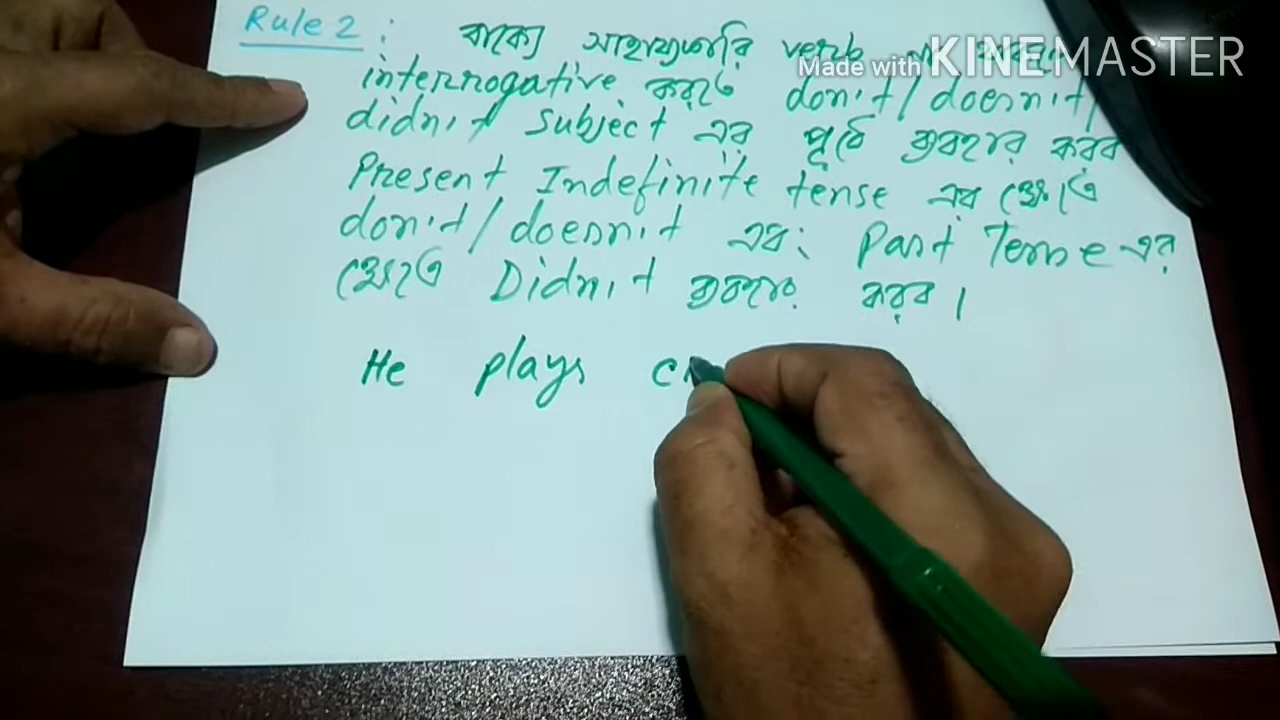 Rule 2 : বাক্যে সাহায্যকারি verb না থাকলে
Made with KINEMASTER
interrogative করতে don't/doesn't/
didn't subject এর পূর্বে ব্যবহার করব
Present Indefinite tense এর ক্ষেত্রে
don't/doesn't এবং Past Tense এর
ক্ষেত্রে Didn't ব্যবহার করব।
He plays